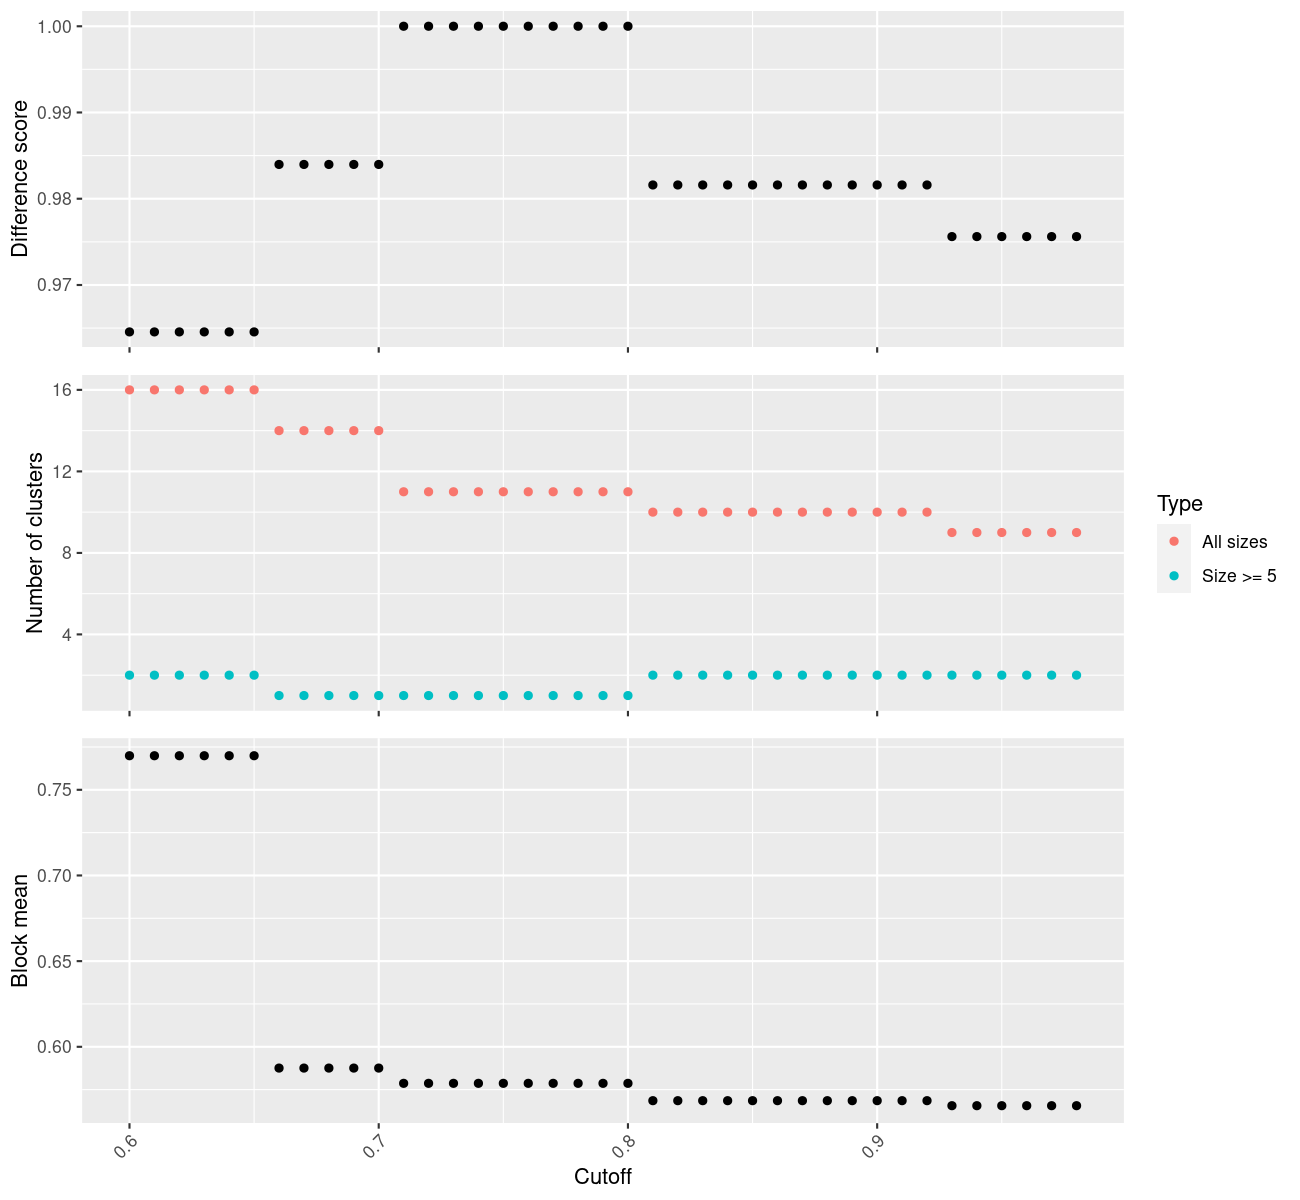 Difference score
1.00
0.99
0.98
0.97
Number of clusters
16
12
8
4
Type
All sizes
Size >= 5
Block mean
0.75
0.70
0.65
0.60
0.6
0.7
0.8
0.9
Cutoff